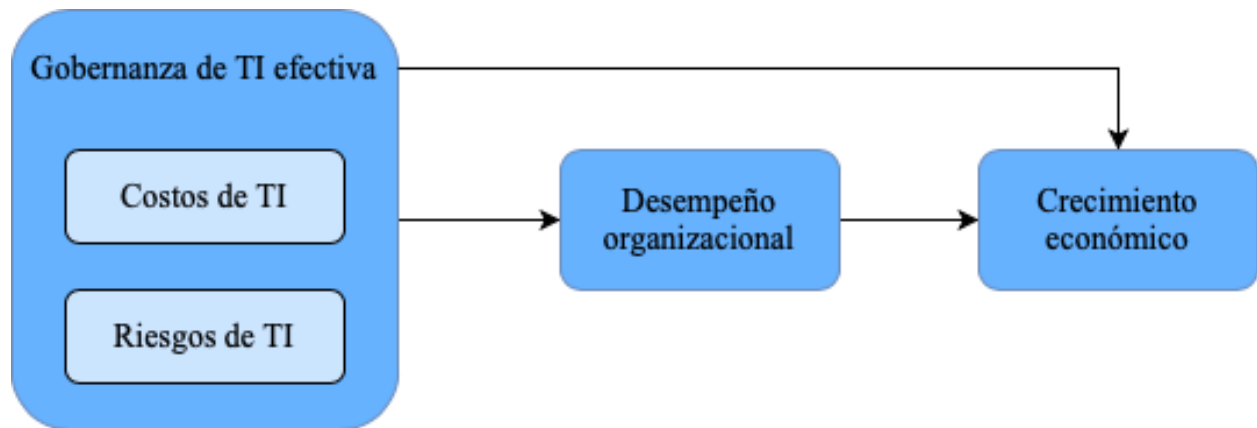 Gobernanza de TI efectiva
Costos de TI
Riesgos de TI
Desempeño
organizacional
Crecimiento
económico